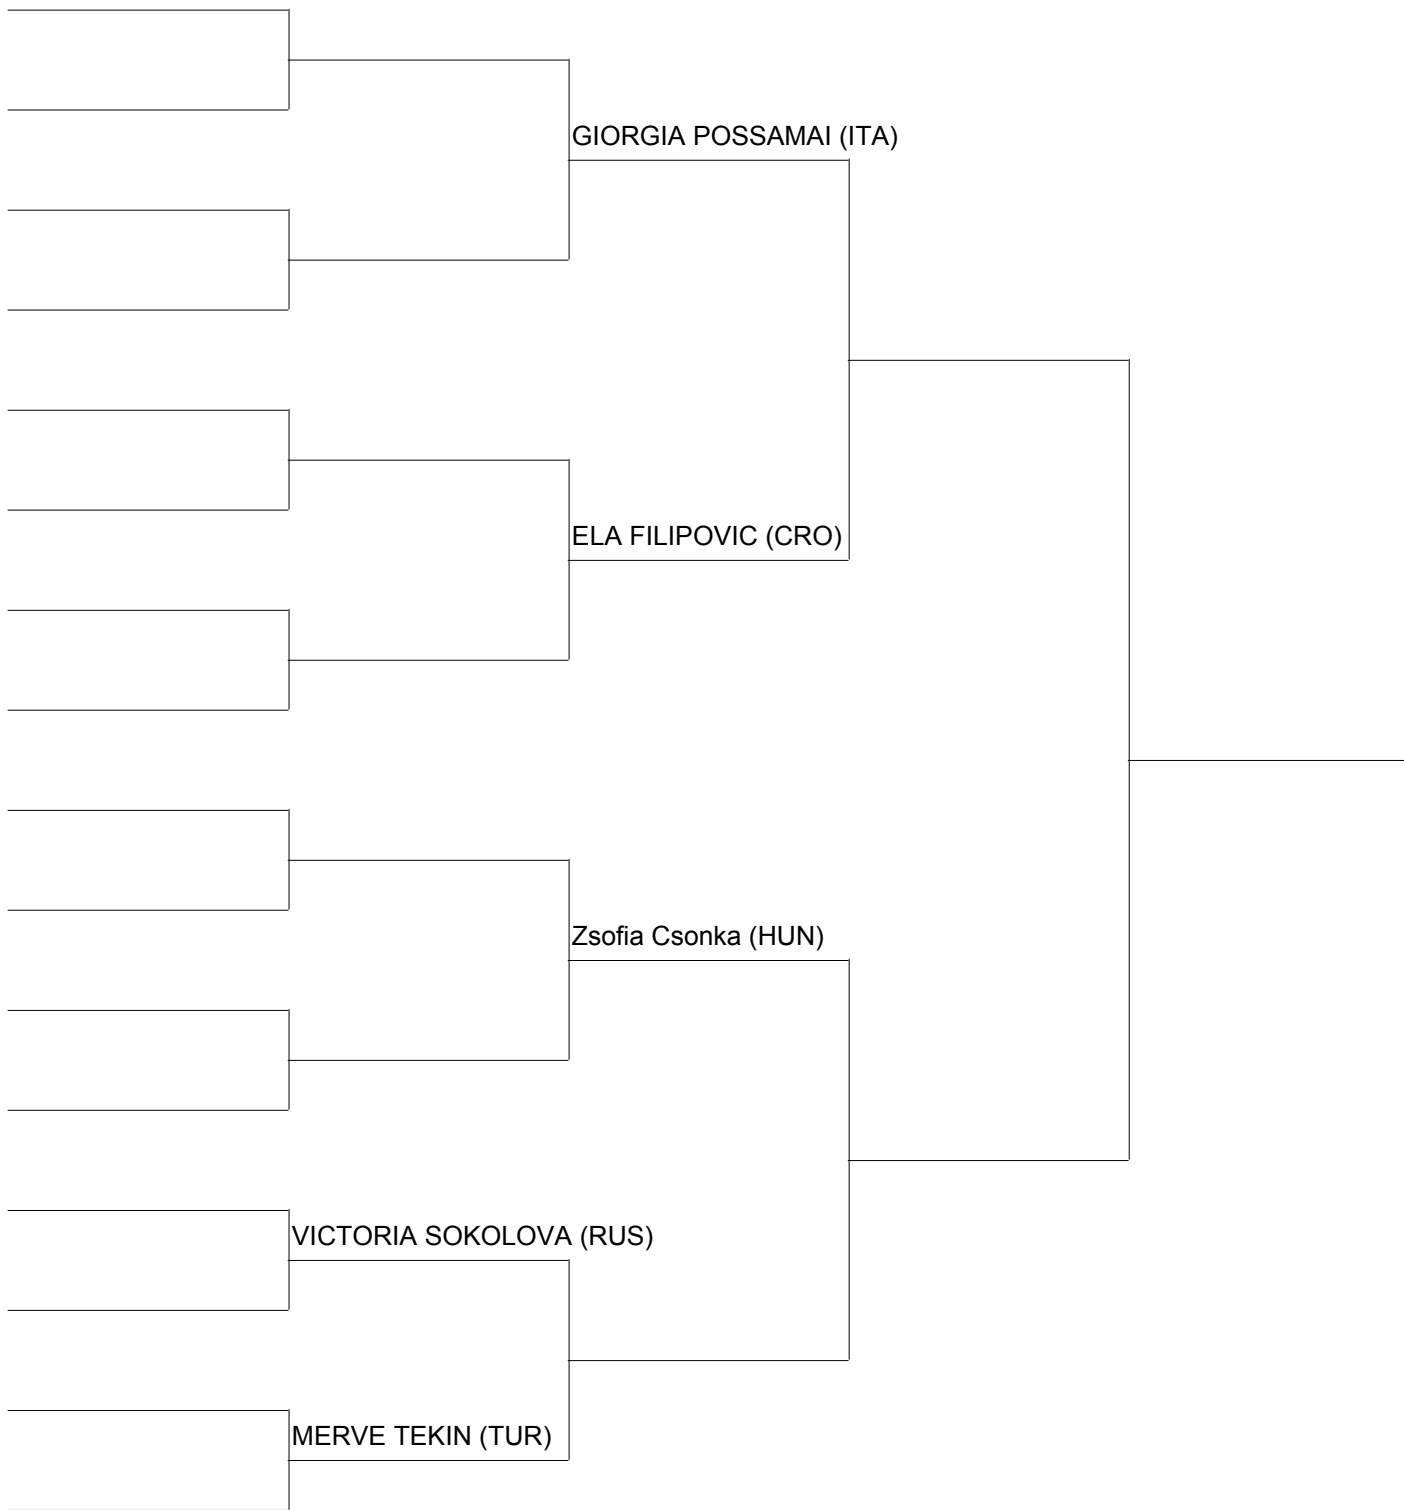 GIORGIA POSSAMAI (ITA)
ELA FILIPOVIC (CRO)
Zsofia Csonka (HUN)
VICTORIA SOKOLOVA (RUS)
MERVE TEKIN (TUR)